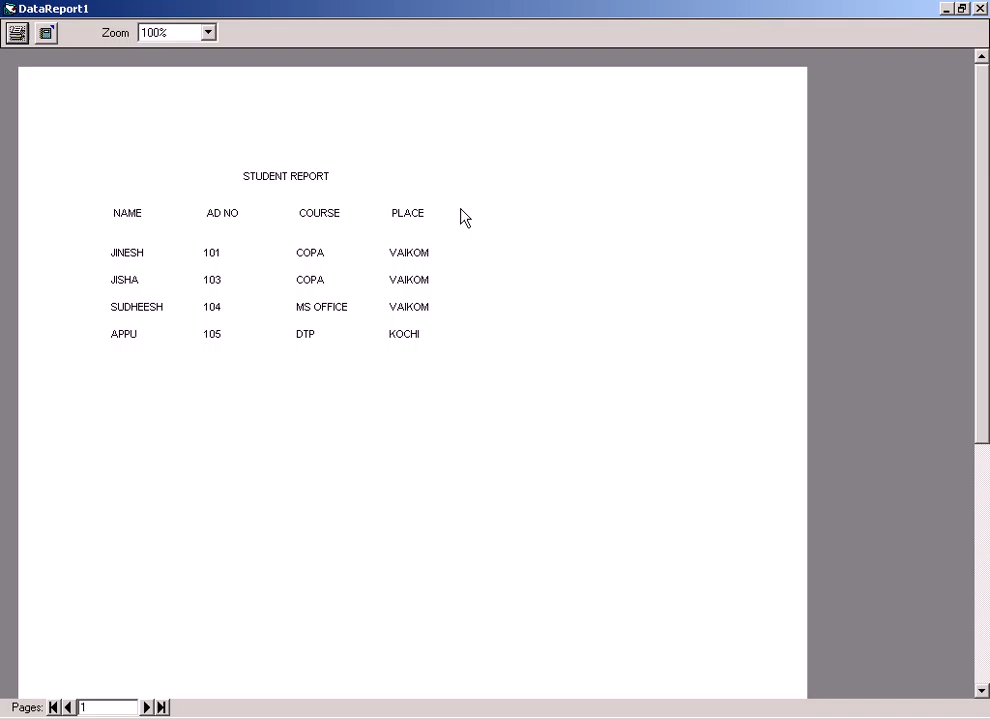 DataReport1
Zoom 100%
STUDENT REPORT
NAME AD NO COURSE PLACE
JINESH 101 COPA VAIKOM
JISHA 103 COPA VAIKOM
SUDHEESH 104 MS OFFICE VAIKOM
APPU 105 DTP KOCHI
Pages: 1